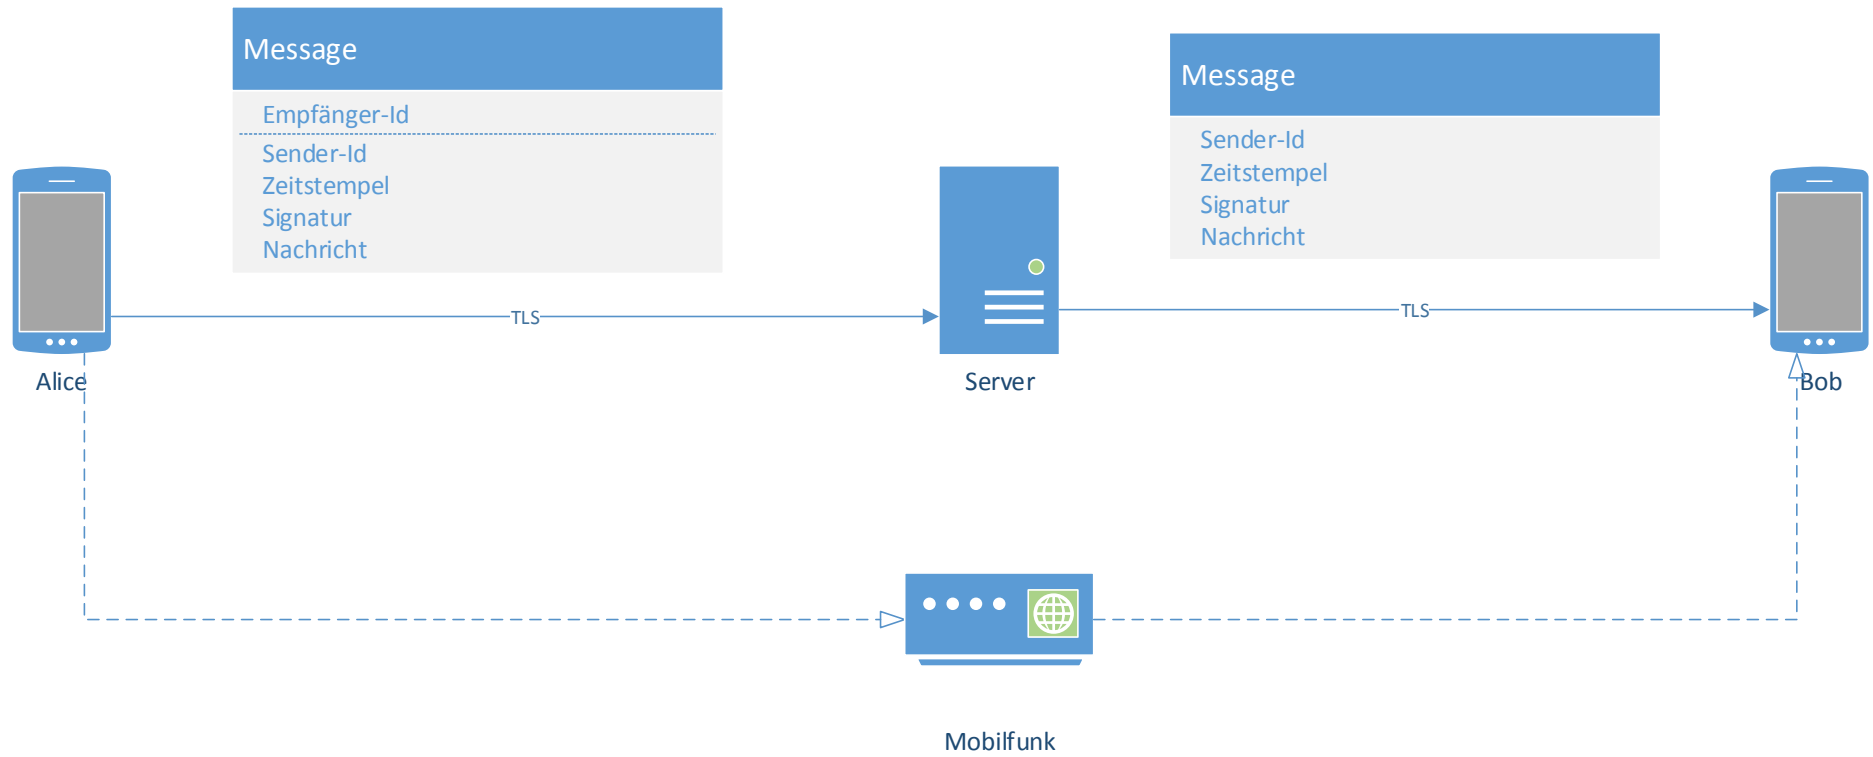 Message
Empfänger-Id
Sender-Id
Zeitstempel
Signatur
Nachricht
Message
Sender-Id
Zeitstempel
Signatur
Nachricht
TLS
TLS
Alice
Server
Bob
Mobilfunk